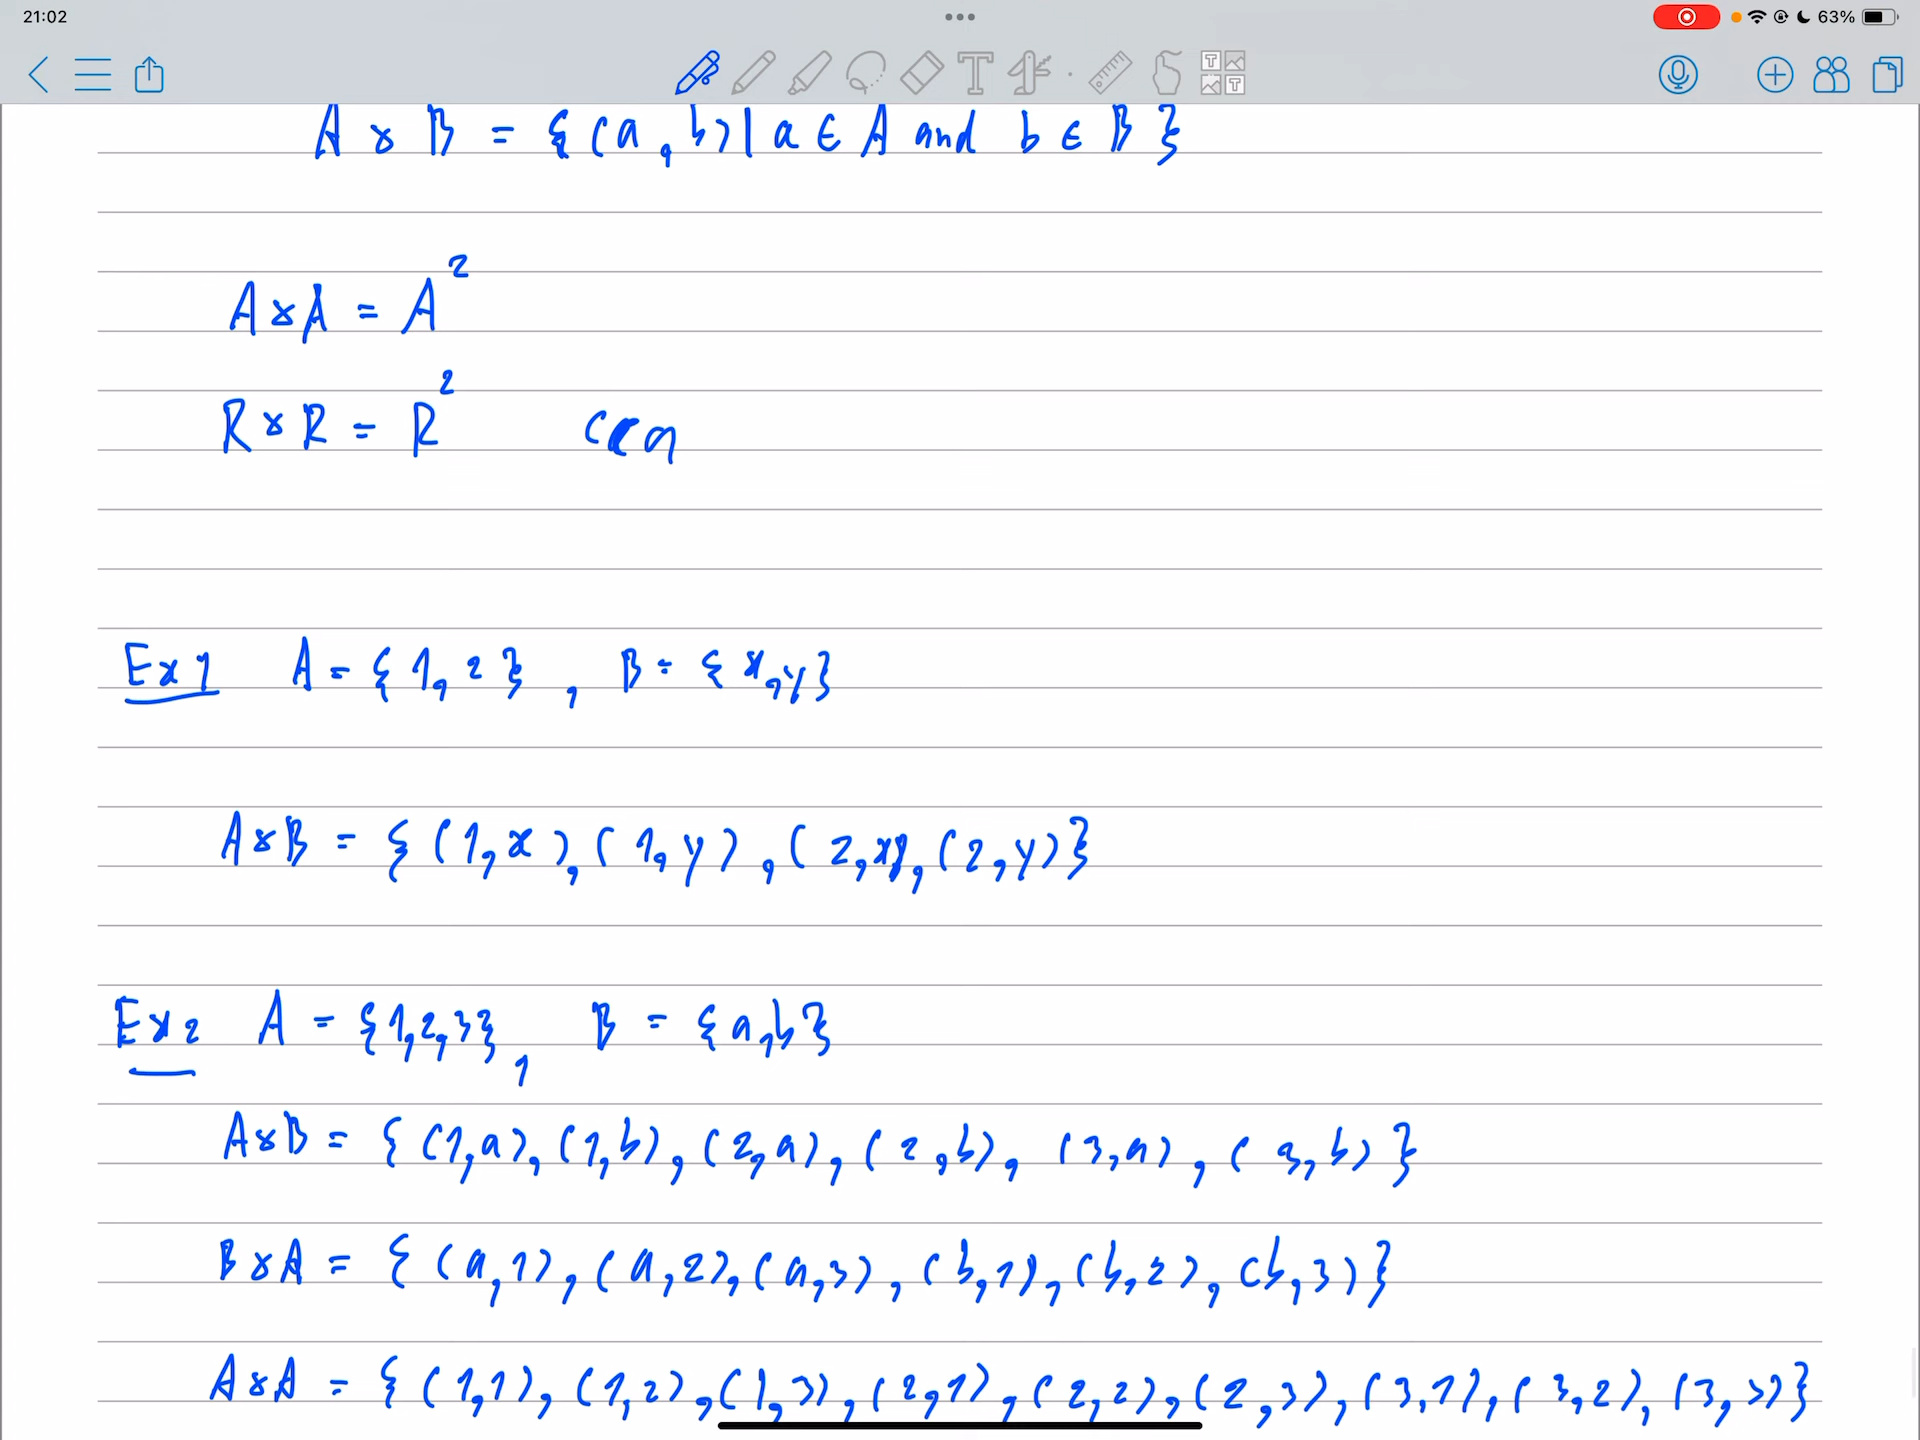 21:02
63%
A × B = {(a, b) | a ∈ A and b ∈ B}
A × A = A²
R × R = R²
Ex 1 A = {1, 2}, B = {x, y}
A × B = {(1, x), (1, y), (2, x), (2, y)}
Ex 2 A = {1, 2, 3}, B = {a, b}
A × B = {(1, a), (1, b), (2, a), (2, b), (3, a), (3, b)}
B × A = {(a, 1), (a, 2), (a, 3), (b, 1), (b, 2), (b, 3)}
A × A = {(1, 1), (1, 2), (1, 3), (2, 1), (2, 2), (2, 3), (3, 1), (3, 2), (3, 3)}